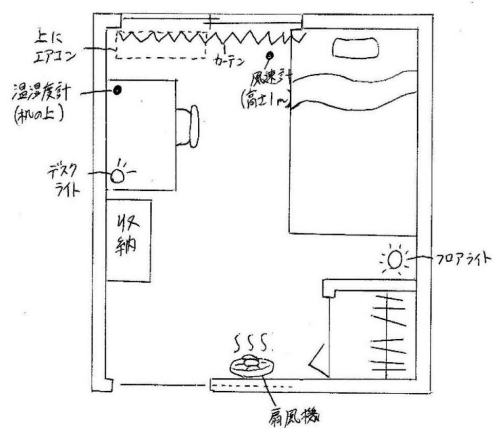 上に
エアコン
カーテン
風速計
(高さ1m)
温湿度計
(机の上)
デスク
ライト
収
納
フロアライト
扇風機